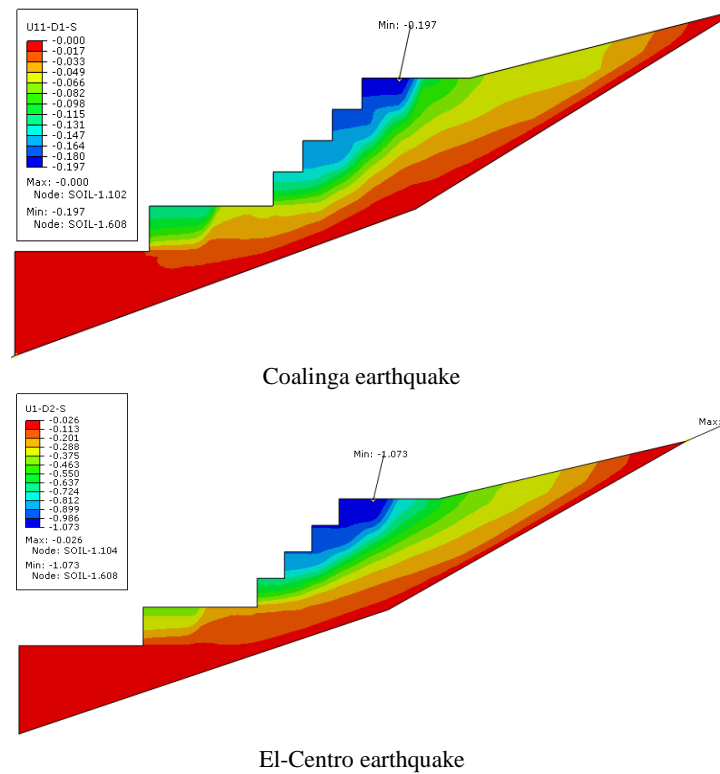 U11-D1-S
-0.000
-0.017
-0.033
-0.049
-0.066
-0.082
-0.098
-0.115
-0.131
-0.147
-0.164
-0.180
-0.197
Max: -0.000
Node: SOIL-1.102
Min: -0.197
Node: SOIL-1.608
Min: -0.197
Coalinga earthquake
U1-D2-S
-0.026
-0.113
-0.201
-0.288
-0.375
-0.463
-0.550
-0.637
-0.724
-0.812
-0.899
-0.986
-1.073
Max: -0.026
Node: SOIL-1.104
Min: -1.073
Node: SOIL-1.608
Min: -1.073
Max:
El-Centro earthquake